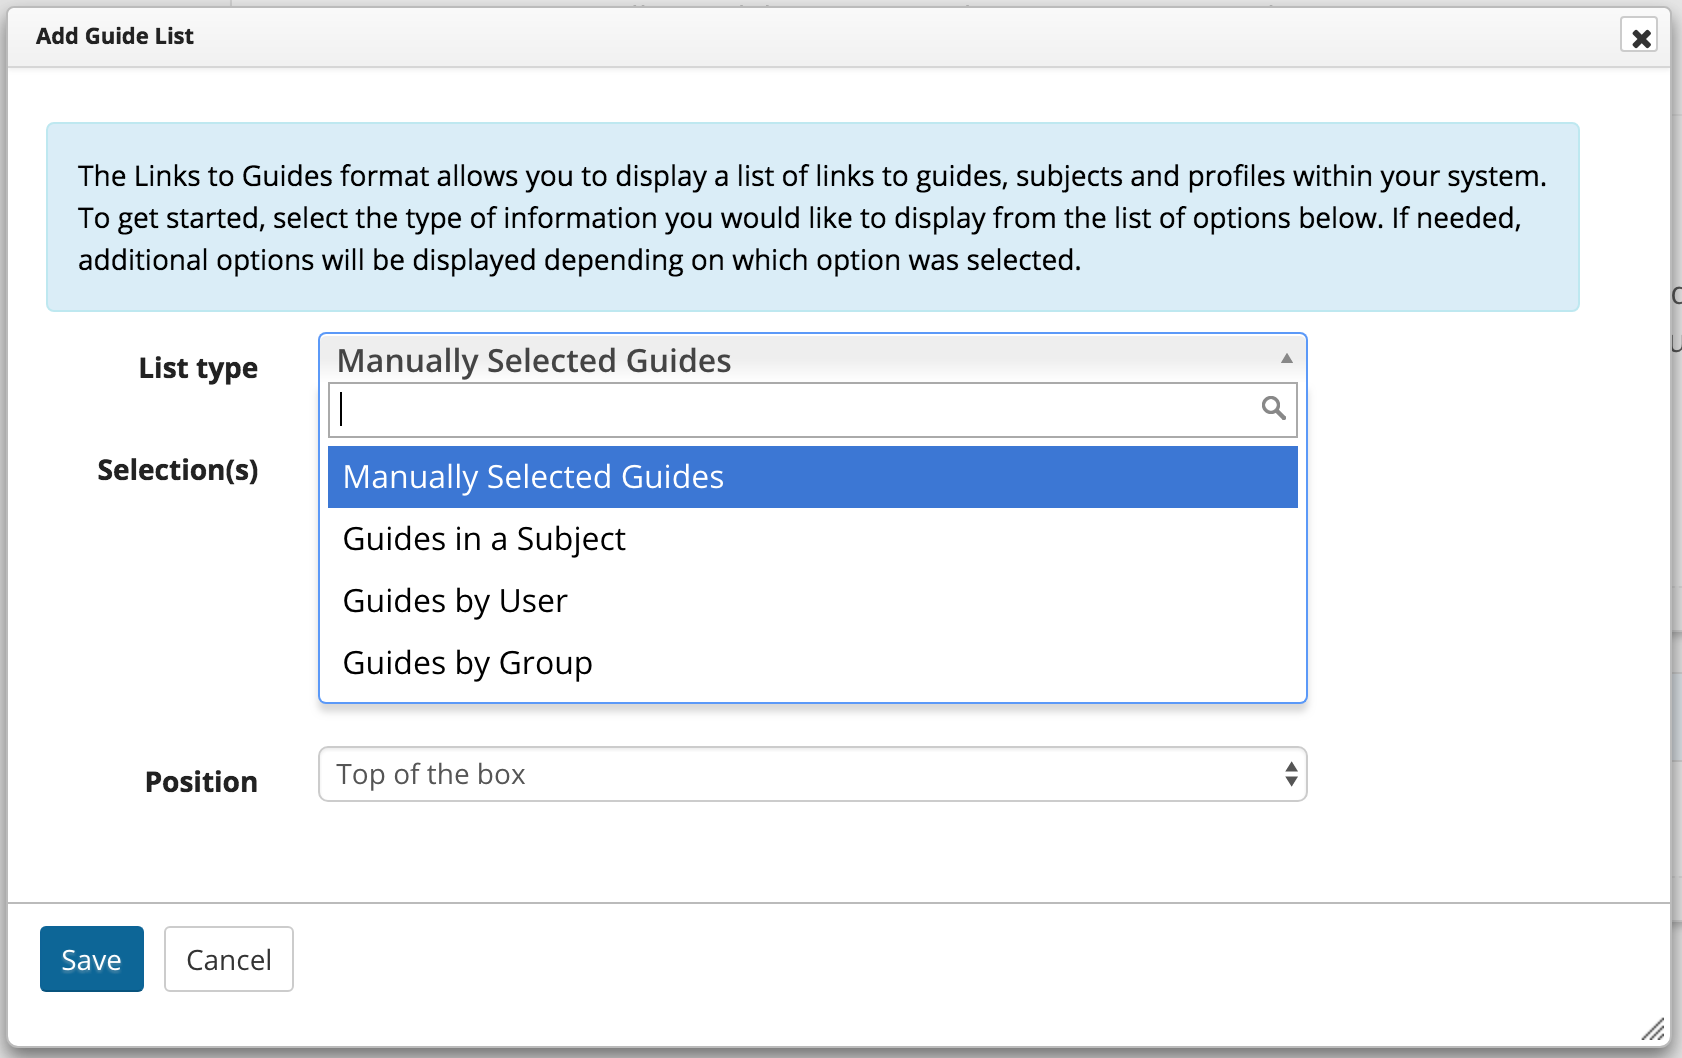 Add Guide List
The Links to Guides format allows you to display a list of links to guides, subjects and profiles within your system.
To get started, select the type of information you would like to display from the list of options below. If needed,
additional options will be displayed depending on which option was selected.
List type
Manually Selected Guides
Selection(s)
Manually Selected Guides
Guides in a Subject
Guides by User
Guides by Group
Position
Top of the box
Save
Cancel